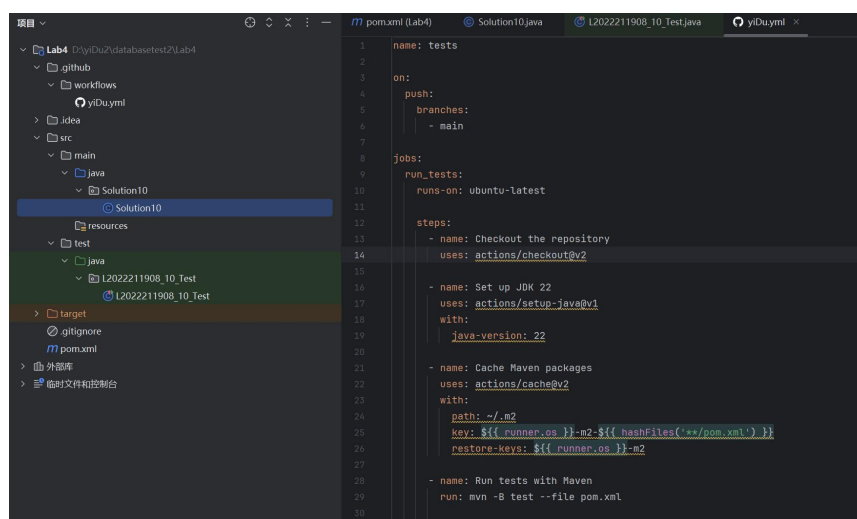 项目
Lab4 D:\yiDu2\databasetest2\Lab4
.github
workflows
yiDu.yml
.idea
src
main
java
Solution10
Solution10
resources
test
java
L2022211908_10_Test
L2022211908_10_Test
target
.gitignore
pom.xml
外部库
临时文件和控制台
pom.xml (Lab4) Solution10.java L2022211908_10_Test.java yiDu.yml
1 name: tests
2
3 on:
4 push:
5 branches:
6 - main
7
8 jobs:
9 run_tests:
10 runs-on: ubuntu-latest
11
12 steps:
13 - name: Checkout the repository
14 uses: actions/checkout@v2
15
16 - name: Set up JDK 22
17 uses: actions/setup-java@v1
18 with:
19 java-version: 22
20
21 - name: Cache Maven packages
22 uses: actions/cache@v2
23 with:
24 path: ~/.m2
25 key: ${{ runner.os }}-m2-${{ hashFiles('**/pom.xml') }}
26 restore-keys: ${{ runner.os }}-m2
27
28 - name: Run tests with Maven
29 run: mvn -B test --file pom.xml
30